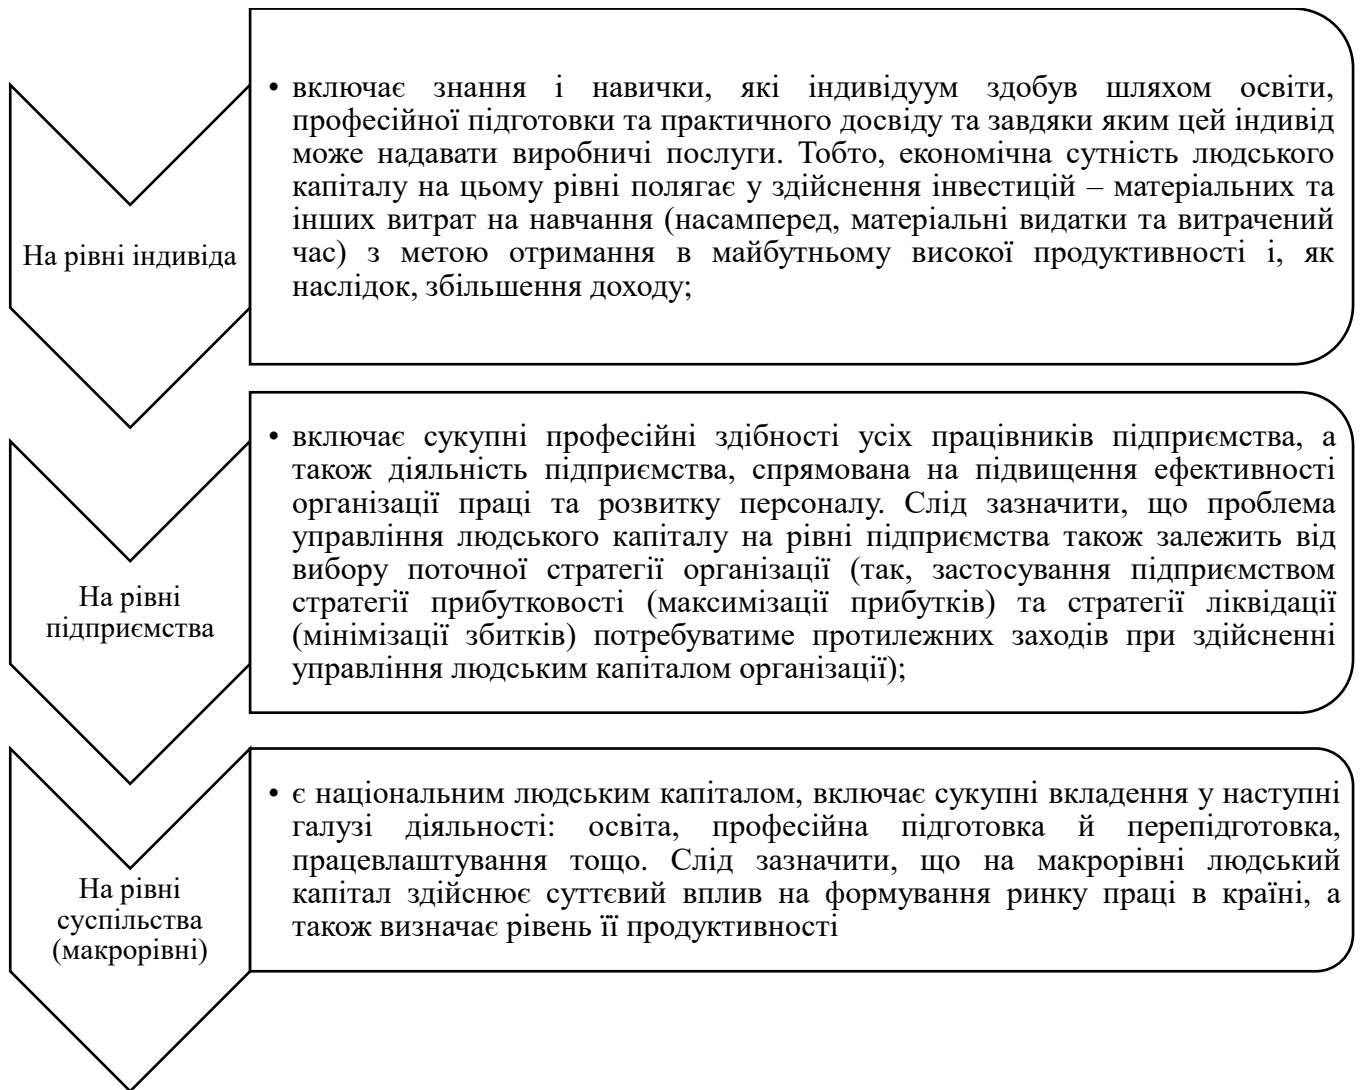 На рівні індивіда
• включає знання і навички, які індивідуум здобув шляхом освіти,
професійної підготовки та практичного досвіду та завдяки яким цей індивід
може надавати виробничі послуги. Тобто, економічна сутність людського
капіталу на цьому рівні полягає у здійснення інвестицій – матеріальних та
інших витрат на навчання (насамперед, матеріальні видатки та витрачений
час) з метою отримання в майбутньому високої продуктивності і, як
наслідок, збільшення доходу;
На рівні
підприємства
• включає сукупні професійні здібності усіх працівників підприємства, а
також діяльність підприємства, спрямована на підвищення ефективності
організації праці та розвитку персоналу. Слід зазначити, що проблема
управління людського капіталу на рівні підприємства також залежить від
вибору поточної стратегії організації (так, застосування підприємством
стратегії прибутковості (максимізації прибутків) та стратегії ліквідації
(мінімізації збитків) потребуватиме протилежних заходів при здійсненні
управління людським капіталом організації);
На рівні
суспільства
(макрорівні)
• є національним людським капіталом, включає сукупні вкладення у наступні
галузі діяльності: освіта, професійна підготовка й перепідготовка,
працевлаштування тощо. Слід зазначити, що на макрорівні людський
капітал здійснює суттєвий вплив на формування ринку праці в країні, а
також визначає рівень її продуктивності